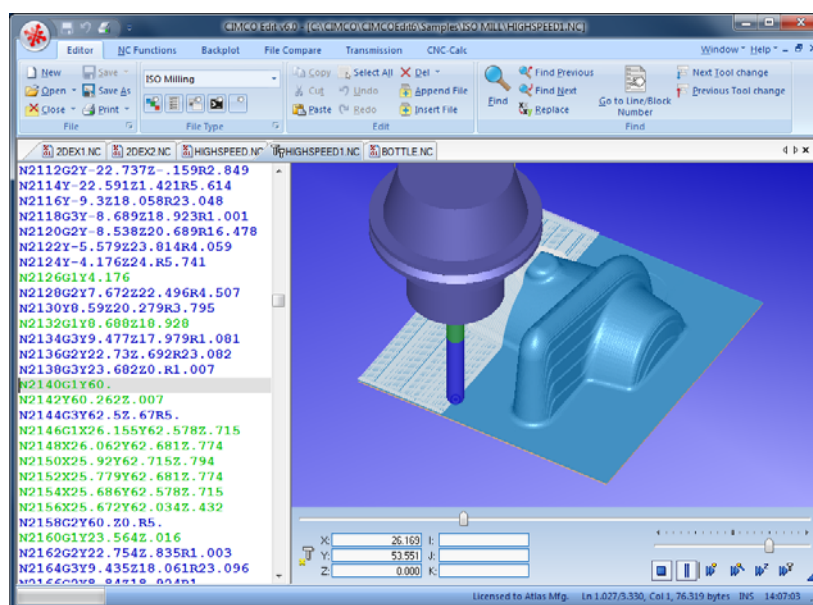 CIMCO Edit v6.0 - [C:\CIMCO\CIMCOEdit6\Samples\ISO MILL\HIGHSPEED1.NC]
Editor NC Functions Backplot File Compare Transmission CNC-Calc Window Help
New Save ISO Milling Copy Select All Del Find Previous Next Tool change
Open Save As Cut Undo Append File Find Find Next Go to Line/Block Number Previous Tool change
Close Print Paste Redo Insert File Replace
File File Type Edit Find
2DEX1.NC 2DEX2.NC HIGHSPEED.NC HIGHSPEED1.NC BOTTLE.NC
N2112G2Y-22.737Z-.159R2.849
N2114Y-22.591Z1.421R5.614
N2116Y-9.3Z18.058R23.048
N2118G3Y-8.689Z18.923R1.001
N2120G2Y-8.538Z20.689R16.478
N2122Y-5.579Z23.814R4.059
N2124Y-4.176Z24.R5.741
N2126G1Y4.176
N2128G2Y7.672Z22.496R4.507
N2130Y8.59Z20.279R3.795
N2132G1Y8.688Z18.928
N2134G3Y9.477Z17.979R1.081
N2136G2Y22.73Z.692R23.082
N2138G3Y23.682Z0.R1.007
N2140G1Y60.
N2142Y60.262Z.007
N2144G3Y62.5Z.67R5.
N2146G1X26.155Y62.578Z.715
N2148X26.062Y62.681Z.774
N2150X25.92Y62.715Z.794
N2152X25.779Y62.681Z.774
N2154X25.686Y62.578Z.715
N2156X25.672Y62.034Z.432
N2158G2Y60.Z0.R5.
N2160G1Y23.564Z.016
N2162G2Y22.754Z.835R1.003
N2164G3Y9.435Z18.061R23.096
X: 26.169 I:
Y: 53.551 J:
Z: 0.000 K:
Licensed to Atlas Mfg. Ln 1.027/3.330, Col 1, 76.319 bytes INS 14:07:03